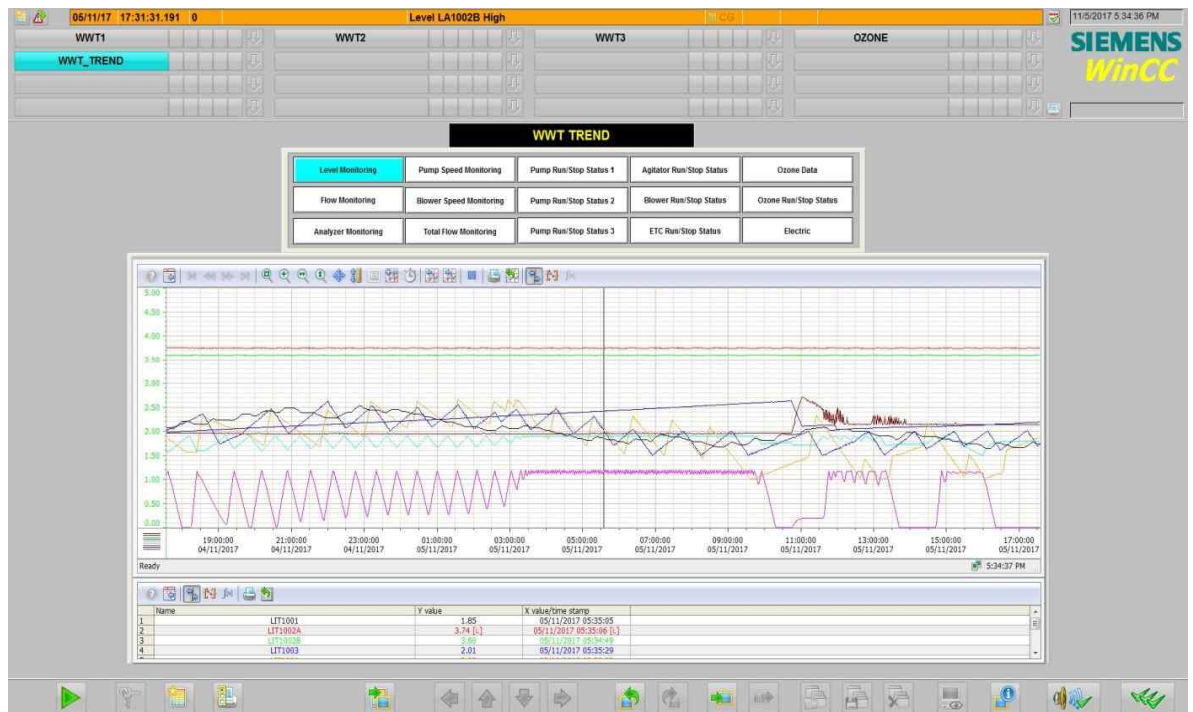 05/11/17 17:31:31.191 0 Level LA1002B High CG 11/5/2017 5:34:36 PM
WWT1 WWT2 WWT3 OZONE
SIEMENS
WinCC
WWT_TREND
WWT TREND
Level Monitoring Pump Speed Monitoring Pump Run/Stop Status 1 Agitator Run/Stop Status Ozone Data
Flow Monitoring Blower Speed Monitoring Pump Run/Stop Status 2 Blower Run/Stop Status Ozone Run/Stop Status
Analyzer Monitoring Total Flow Monitoring Pump Run/Stop Status 3 ETC Run/Stop Status Electric
5.00
4.50
4.00
3.50
3.00
2.50
2.00
1.50
1.00
0.50
0.00
19:00:00 21:00:00 23:00:00 01:00:00 03:00:00 05:00:00 07:00:00 09:00:00 11:00:00 13:00:00 15:00:00 17:00:00
04/11/2017 04/11/2017 04/11/2017 05/11/2017 05/11/2017 05/11/2017 05/11/2017 05/11/2017 05/11/2017 05/11/2017 05/11/2017 05/11/2017
Ready 5:34:37 PM
Name Y value X value/time stamp
1 LIT1001 1.85 05/11/2017 05:35:05
2 LIT1002A 3.74 [i.] 05/11/2017 05:35:06 [i.]
3 LIT1002B 3.60 05/11/2017 05:34:49
4 LIT1003 2.01 05/11/2017 05:35:29